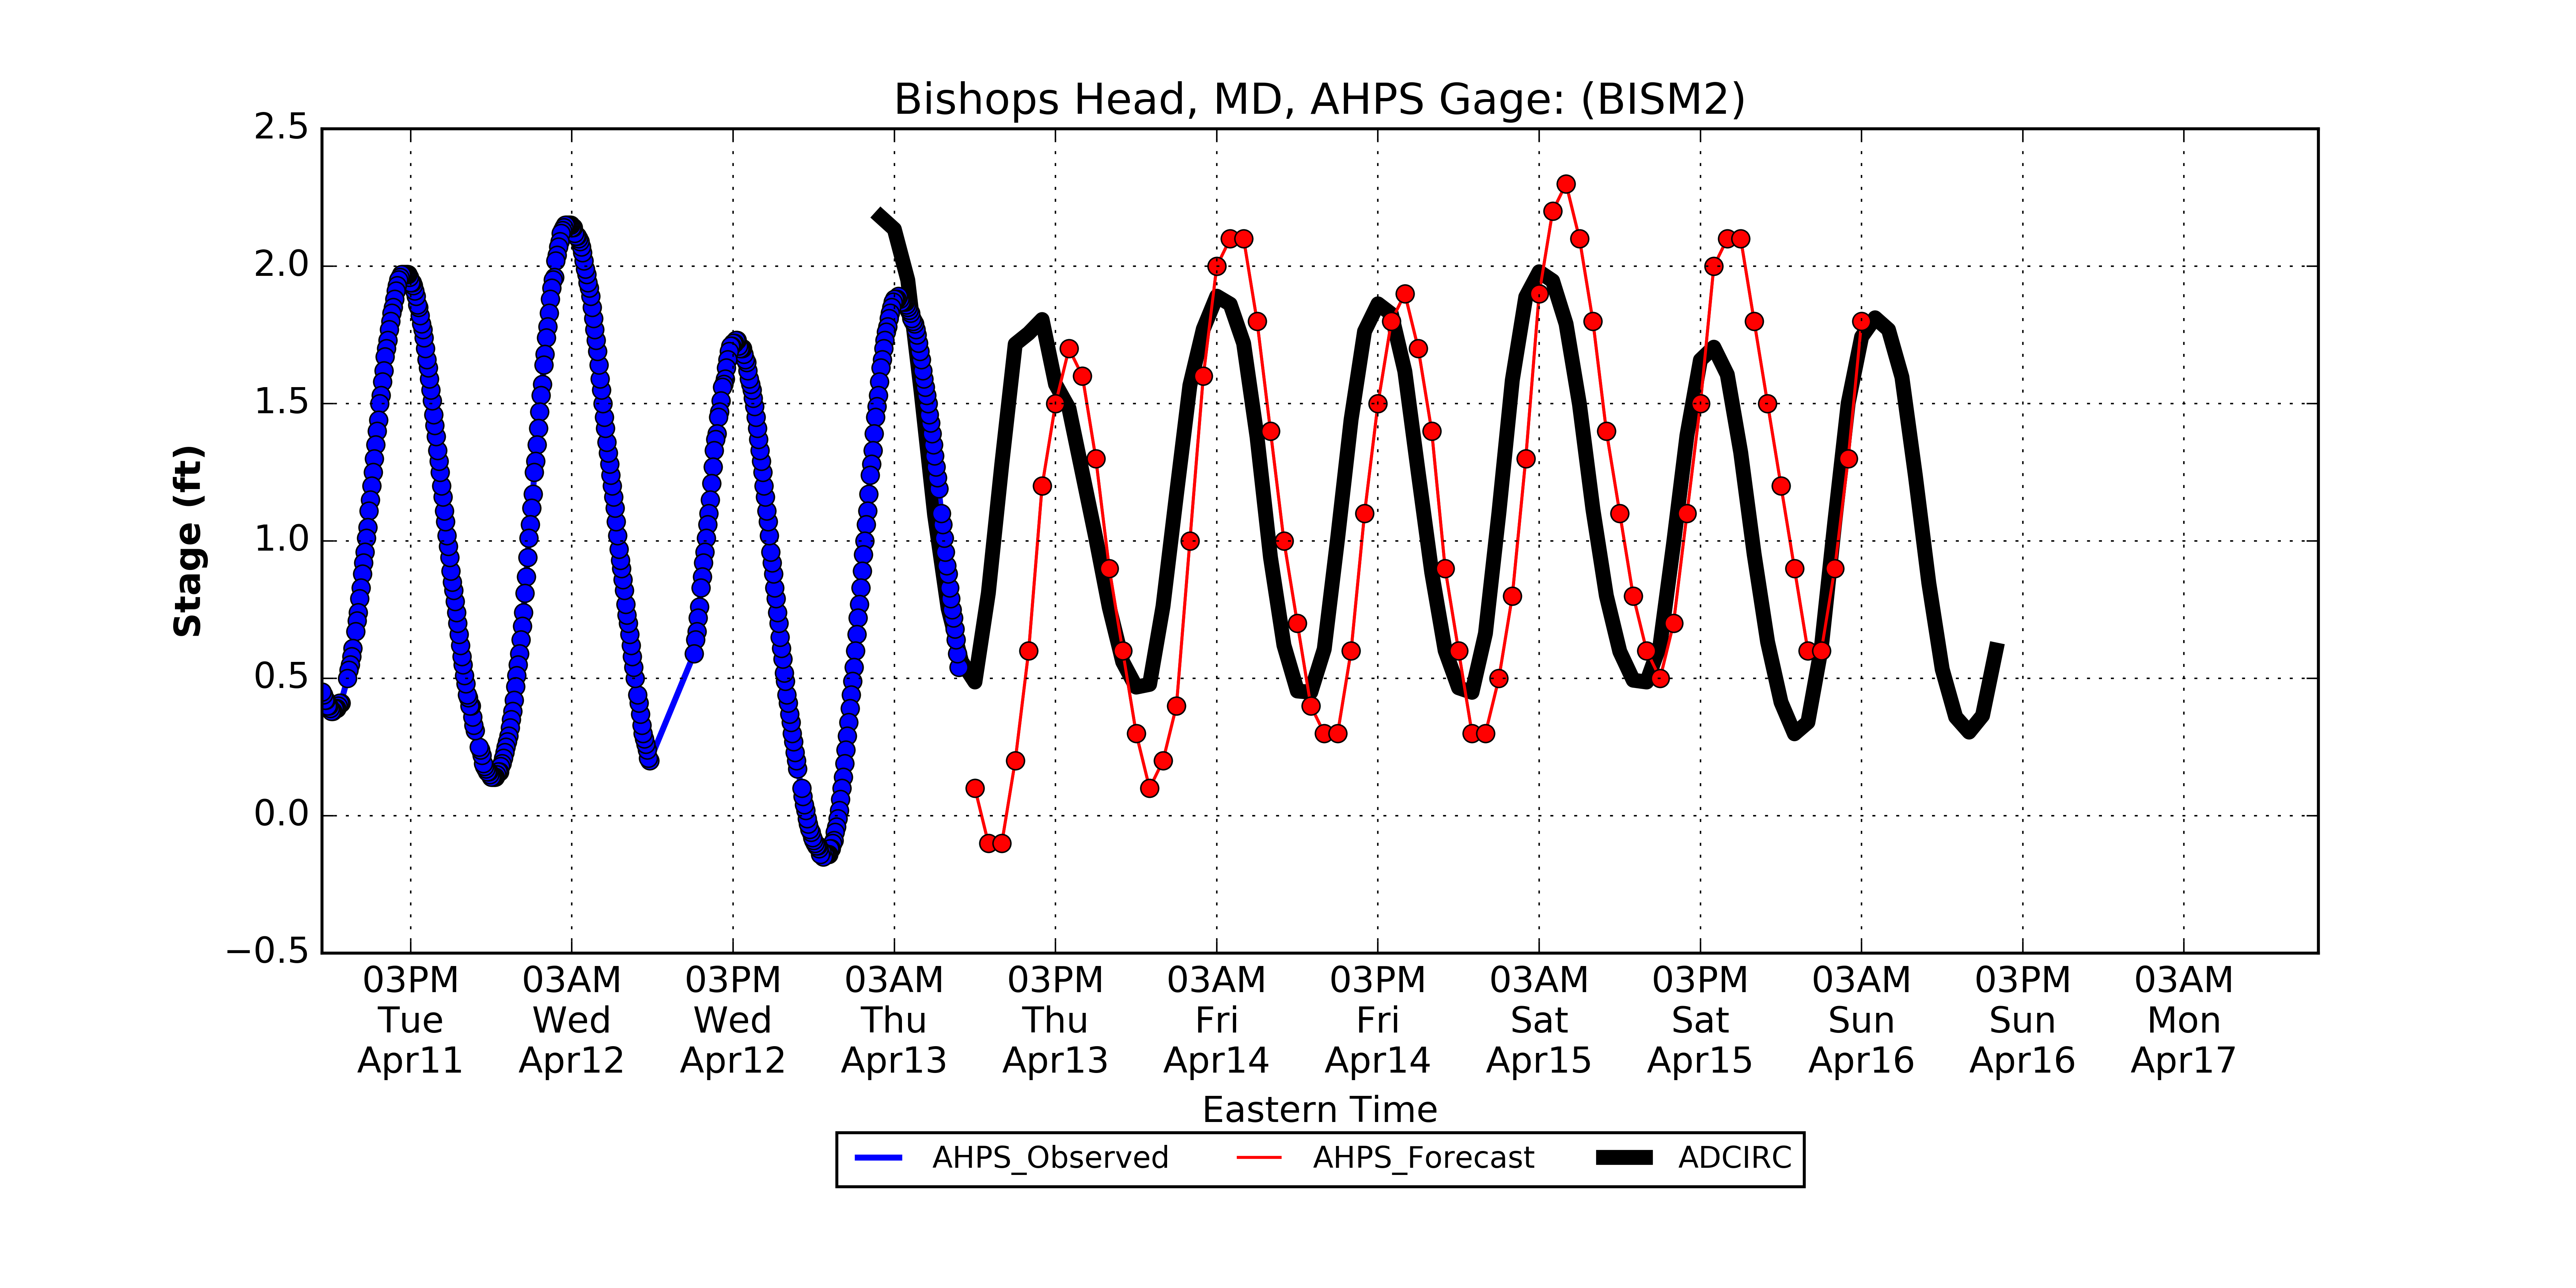 Bishops Head, MD, AHPS Gage: (BISM2)
2.5
2.0
1.5
1.0
0.5
0.0
−0.5
Stage (ft)
03PM 03AM 03PM 03AM 03PM 03AM 03PM 03AM 03PM 03AM 03PM 03AM
Tue Wed Wed Thu Thu Fri Fri Sat Sat Sun Sun Mon
Apr11 Apr12 Apr12 Apr13 Apr13 Apr14 Apr14 Apr15 Apr15 Apr16 Apr16 Apr17
Eastern Time
AHPS_Observed AHPS_Forecast ADCIRC